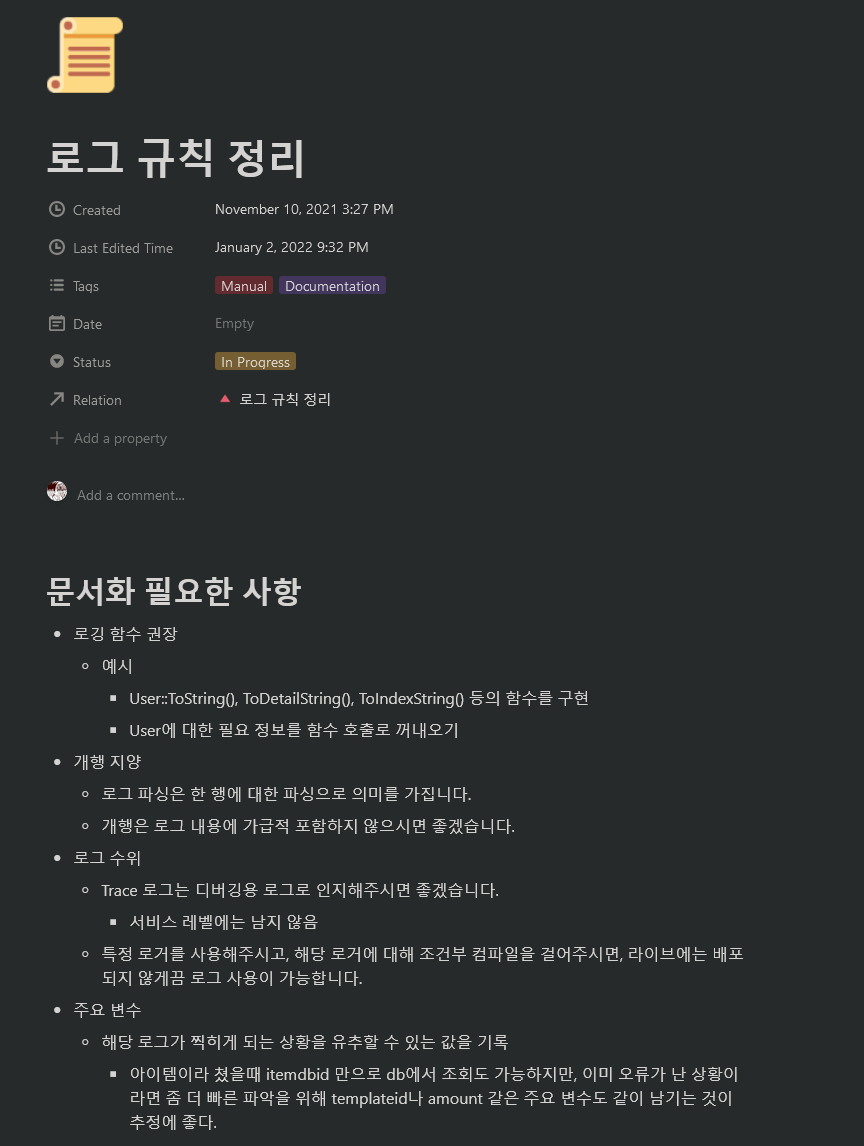 로그 규칙 정리
Created November 10, 2021 3:27 PM
Last Edited Time January 2, 2022 9:32 PM
Tags Manual Documentation
Date Empty
Status In Progress
Relation 로그 규칙 정리
Add a property
Add a comment...
문서화 필요한 사항
로깅 함수 권장
예시
User::ToString(), ToDetailString(), ToIndexString() 등의 함수를 구현
User에 대한 필요 정보를 함수 호출로 꺼내오기
개행 지양
로그 파싱은 한 행에 대한 파싱으로 의미를 가집니다.
개행은 로그 내용에 가급적 포함하지 않으시면 좋겠습니다.
로그 수위
Trace 로그는 디버깅용 로그로 인지해주시면 좋겠습니다.
서비스 레벨에는 남지 않음
특정 로거를 사용해주시고, 해당 로거에 대해 조건부 컴파일을 걸어주시면, 라이브에는 배포
되지 않게끔 로그 사용이 가능합니다.
주요 변수
해당 로그가 찍히게 되는 상황을 유추할 수 있는 값을 기록
아이템이라 쳤을때 itemdbid 만으로 db에서 조회도 가능하지만, 이미 오류가 난 상황이
라면 좀 더 빠른 파악을 위해 templateid나 amount 같은 주요 변수도 같이 남기는 것이
추정에 좋다.